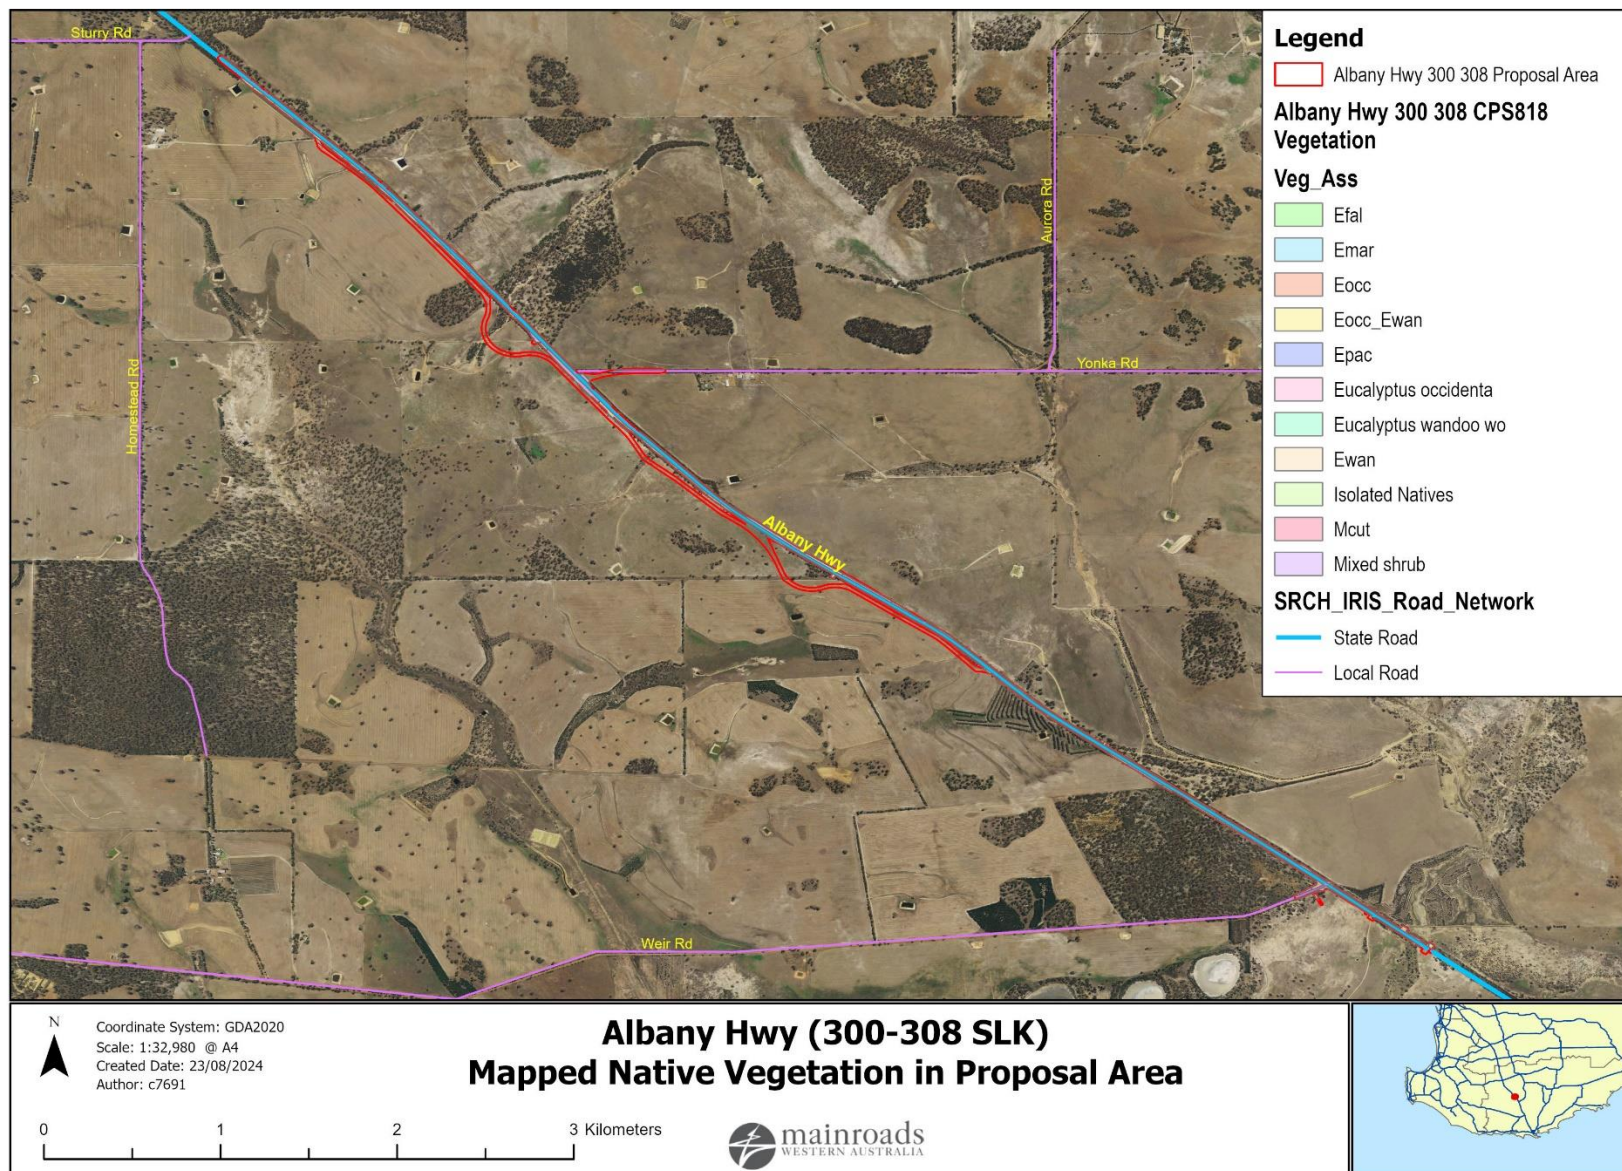 Sturry Rd
Aurora Rd
Yonka Rd
Homestead Rd
Albany Hwy
Weir Rd
Legend
Albany Hwy 300 308 Proposal Area
Albany Hwy 300 308 CPS818
Vegetation
Veg_Ass
Efal
Emar
Eocc
Eocc_Ewan
Epac
Eucalyptus occidenta
Eucalyptus wandoo wo
Ewan
Isolated Natives
Mcut
Mixed shrub
SRCH_IRIS_Road_Network
State Road
Local Road
N
Coordinate System: GDA2020
Scale: 1:32,980 @ A4
Created Date: 23/08/2024
Author: c7691
0 1 2 3 Kilometers
Albany Hwy (300-308 SLK)
Mapped Native Vegetation in Proposal Area
mainroads
WESTERN AUSTRALIA